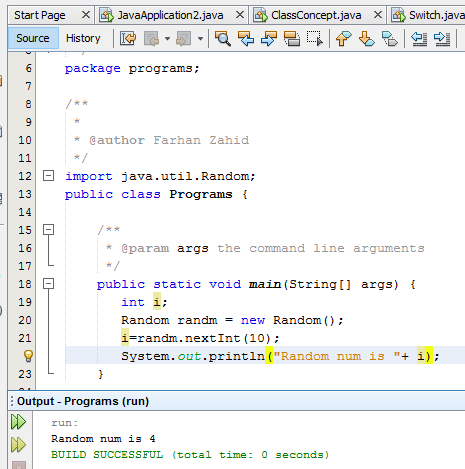 Start Page JavaApplication2.java ClassConcept.java Switch.java
Source History
6 package programs;
7
8 /**
9 *
10 * @author Farhan Zahid
11 */
12 import java.util.Random;
13 public class Programs {
14
15 /**
16 * @param args the command line arguments
17 */
18 public static void main(String[] args) {
19 int i;
20 Random randm = new Random();
21 i=randm.nextInt(10);
System.out.println("Random num is "+ i);
23 }
Output - Programs (run)
run:
Random num is 4
BUILD SUCCESSFUL (total time: 0 seconds)